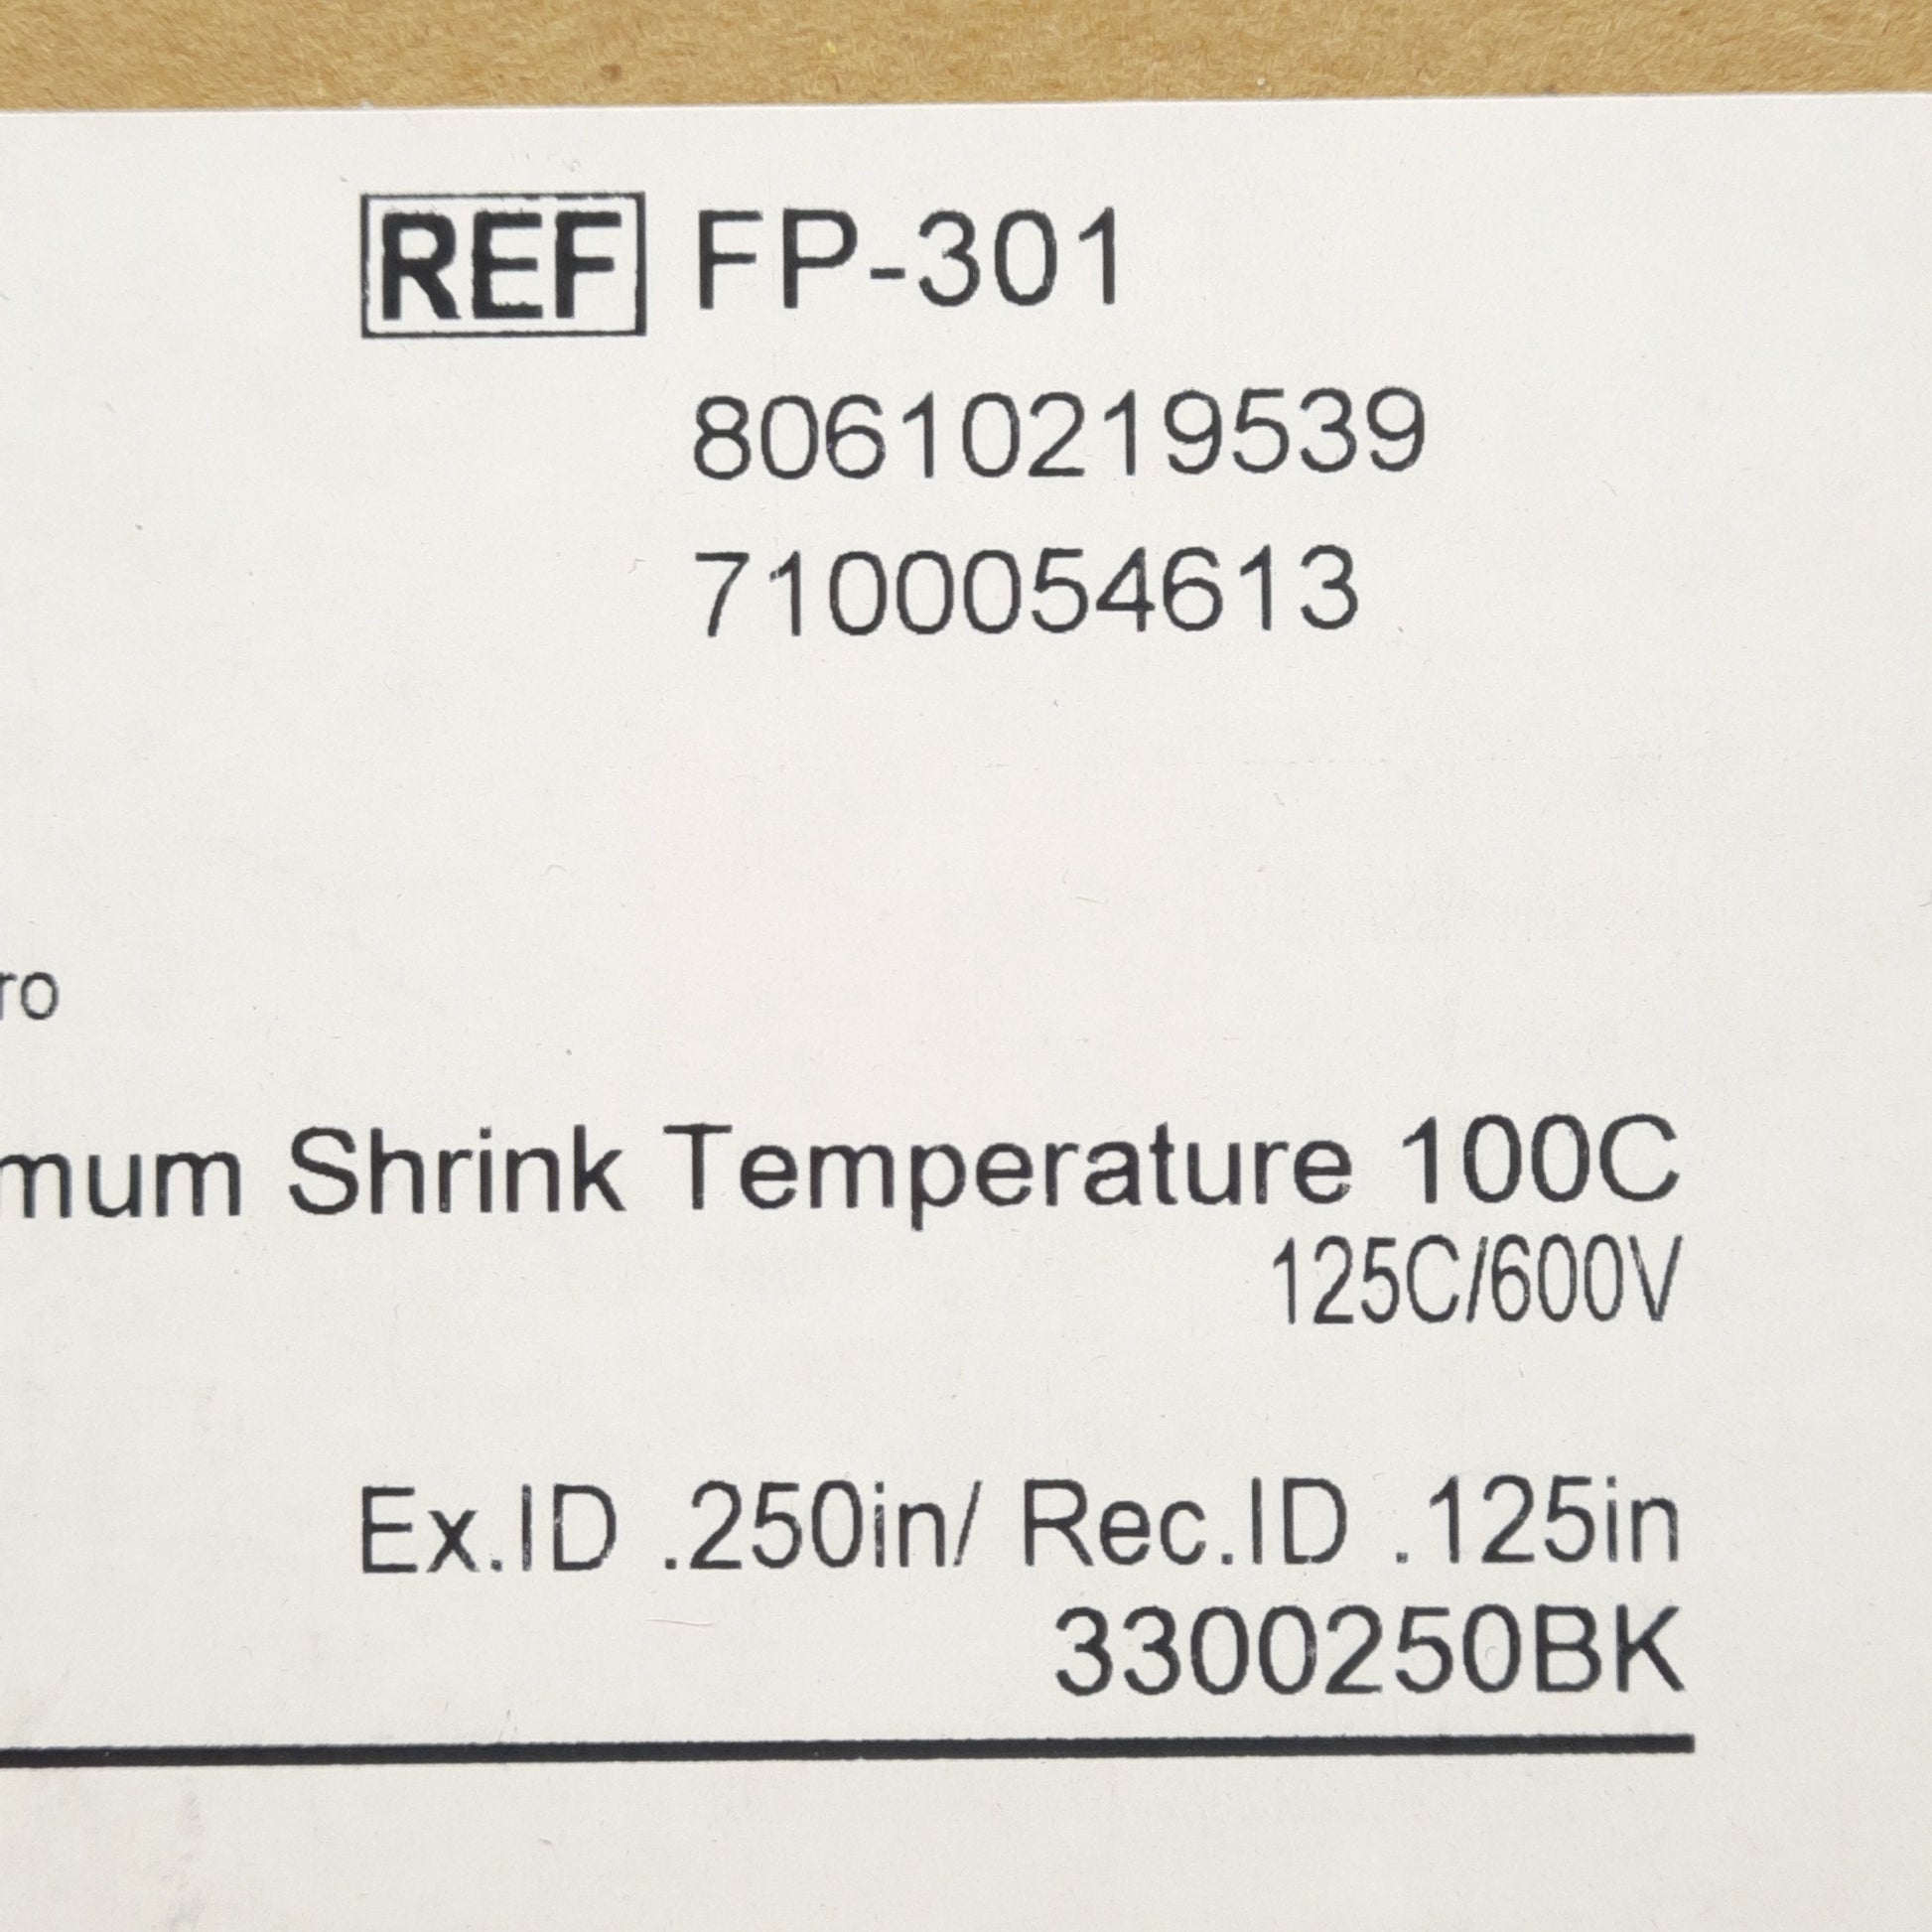 REF FP-301
80610219539
7100054613
ro
mum Shrink Temperature 100C
125C/600V
Ex.ID .250in/ Rec.ID .125in
3300250BK